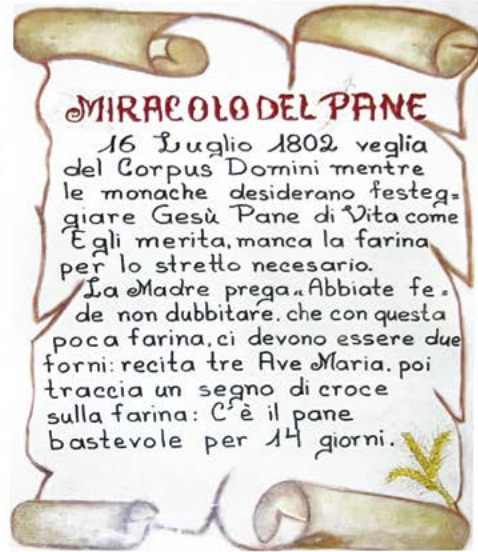 MIRACOLO DEL PANE
16 Luglio 1802 veglia
del Corpus Domini mentre
le monache desiderano festeg=
giare Gesù Pane di Vita come
Egli merita, manca la farina
per lo stretto necesario.
La Madre prega „Abbiate fe=
de non dubbitare. che con questa
poca farina, ci devono essere due
forni: recita tre Ave Maria. poi
traccia un segno di croce
sulla farina: C'è il pane
bastevole per 14 giorni.